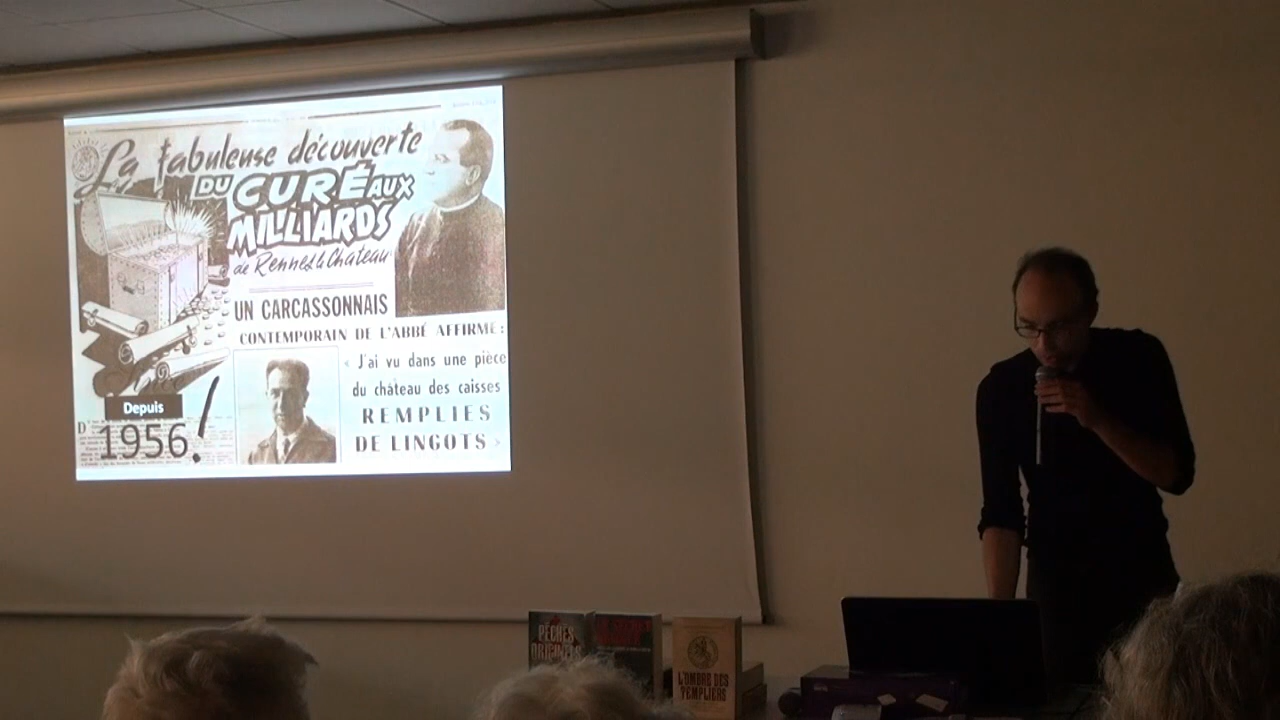 La fabuleuse découverte
DU CURÉ AUX
MILLIARDS
de Rennes le Château
UN CARCASSONNAIS
CONTEMPORAIN DE L'ABBÉ AFFIRME :
« J'ai vu dans une pièce
du château des caisses
REMPLIES
DE LINGOTS »
Depuis
1956!
PÉCHÉS
ORIGINELS
L'OMBRE DES
TEMPLIERS